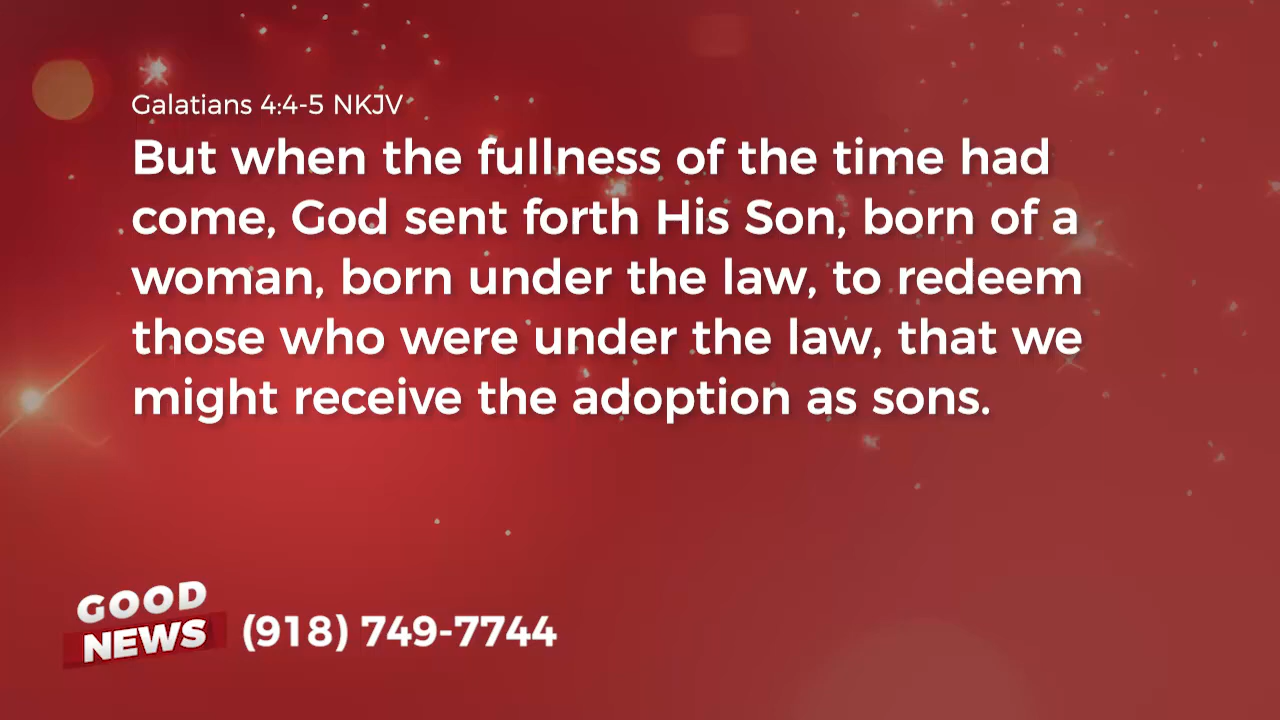 Galatians 4:4-5 NKJV
But when the fullness of the time had
come, God sent forth His Son, born of a
woman, born under the law, to redeem
those who were under the law, that we
might receive the adoption as sons.
GOOD
NEWS
(918) 749-7744